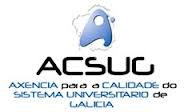 ACSUG
AXENCIA para a CALIDADE do
SISTEMA UNIVERSITARIO de
GALICIA